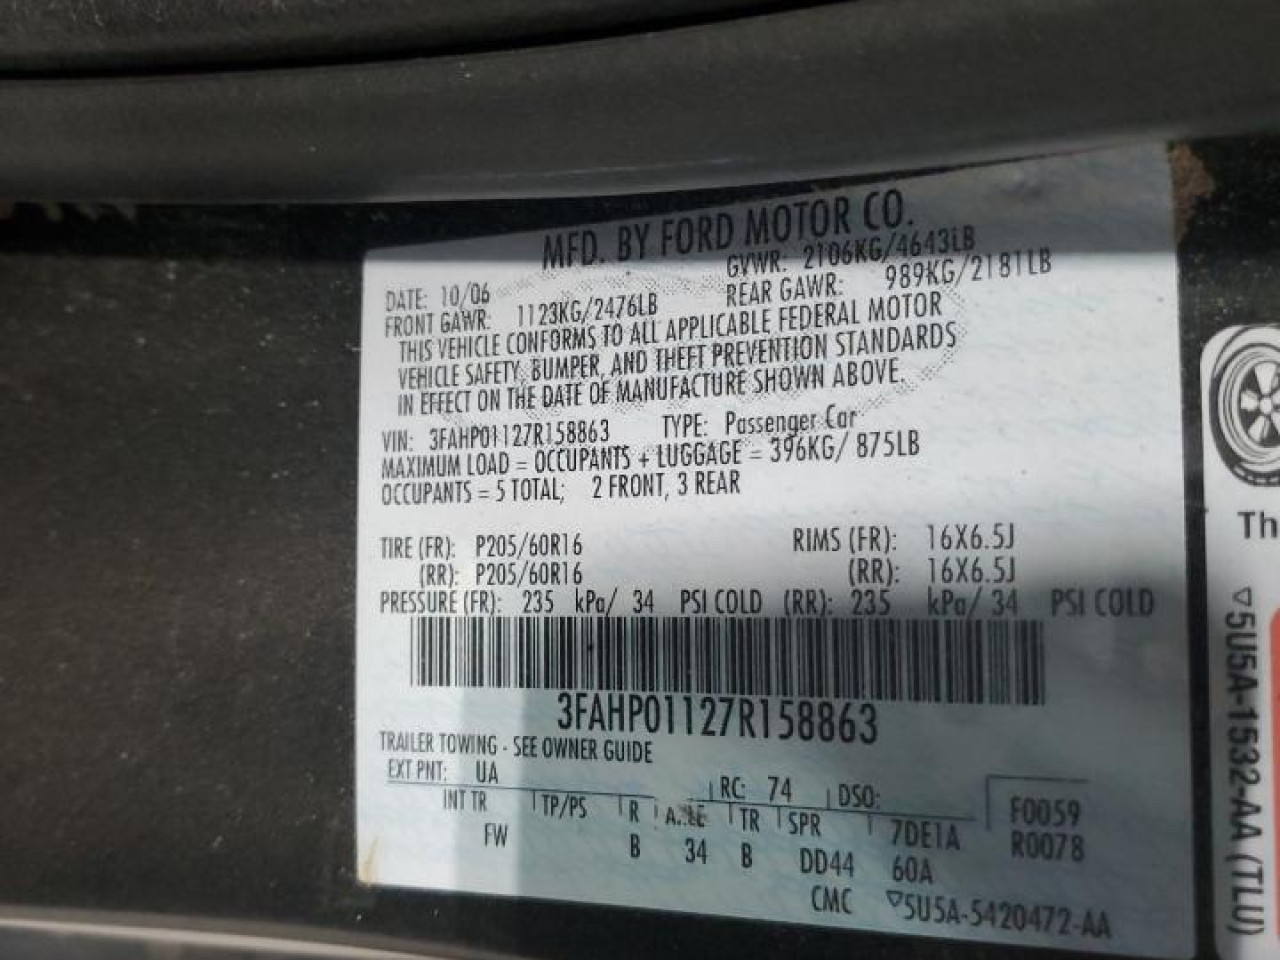 MFD. BY FORD MOTOR CO.
DATE: 10/06 GVWR: 2106KG/4643LB
FRONT GAWR: 1123KG/2476LB REAR GAWR: 989KG/2181LB
THIS VEHICLE CONFORMS TO ALL APPLICABLE FEDERAL MOTOR
VEHICLE SAFETY, BUMPER, AND THEFT PREVENTION STANDARDS
IN EFFECT ON THE DATE OF MANUFACTURE SHOWN ABOVE.
VIN: 3FAHP01127R158863 TYPE: Passenger Car
MAXIMUM LOAD = OCCUPANTS + LUGGAGE = 396KG/ 875LB
OCCUPANTS = 5 TOTAL; 2 FRONT, 3 REAR
TIRE (FR): P205/60R16 RIMS (FR): 16X6.5J
(RR): P205/60R16 (RR): 16X6.5J
PRESSURE (FR): 235 kPa/ 34 PSI COLD (RR): 235 kPa/ 34 PSI COLD
3FAHP01127R158863
TRAILER TOWING - SEE OWNER GUIDE
EXT PNT: UA RC: 74 DSO: F0059
INT TR TP/PS R AXLE TR SPR 7DE1A R0078
FW B 34 B DD44 60A
CMC ▽5U5A-5420472-AA
Th
▽5U5A-1532-AA (TLU)